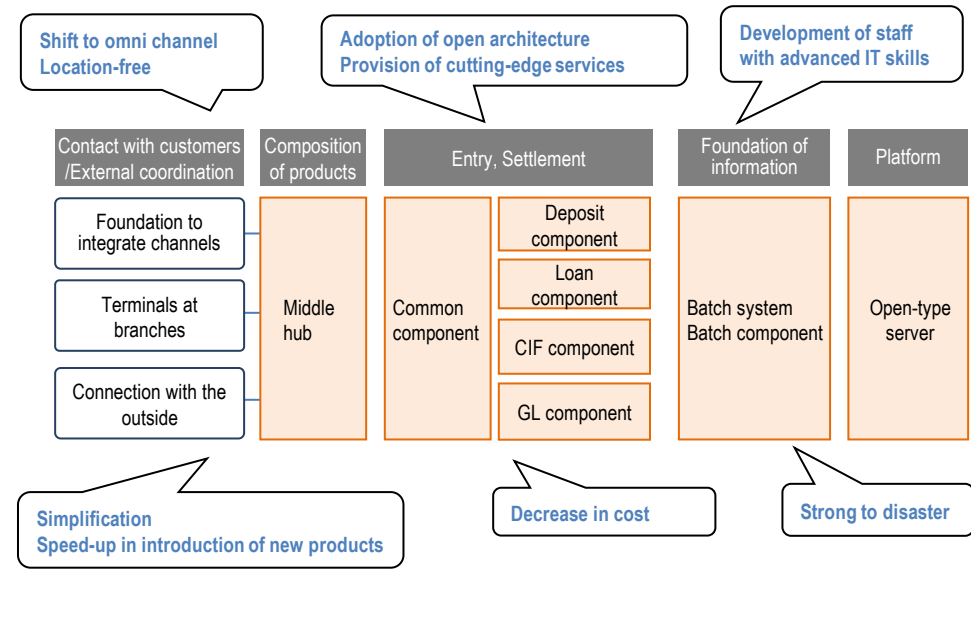 Shift to omni channel
Location-free
Adoption of open architecture
Provision of cutting-edge services
Development of staff
with advanced IT skills
Contact with customers
/External coordination
Composition
of products
Entry, Settlement
Foundation of
information
Platform
Foundation to
integrate channels
Terminals at
branches
Connection with the
outside
Middle
hub
Common
component
Deposit
component
Loan
component
CIF component
GL component
Batch system
Batch component
Open-type
server
Simplification
Speed-up in introduction of new products
Decrease in cost
Strong to disaster